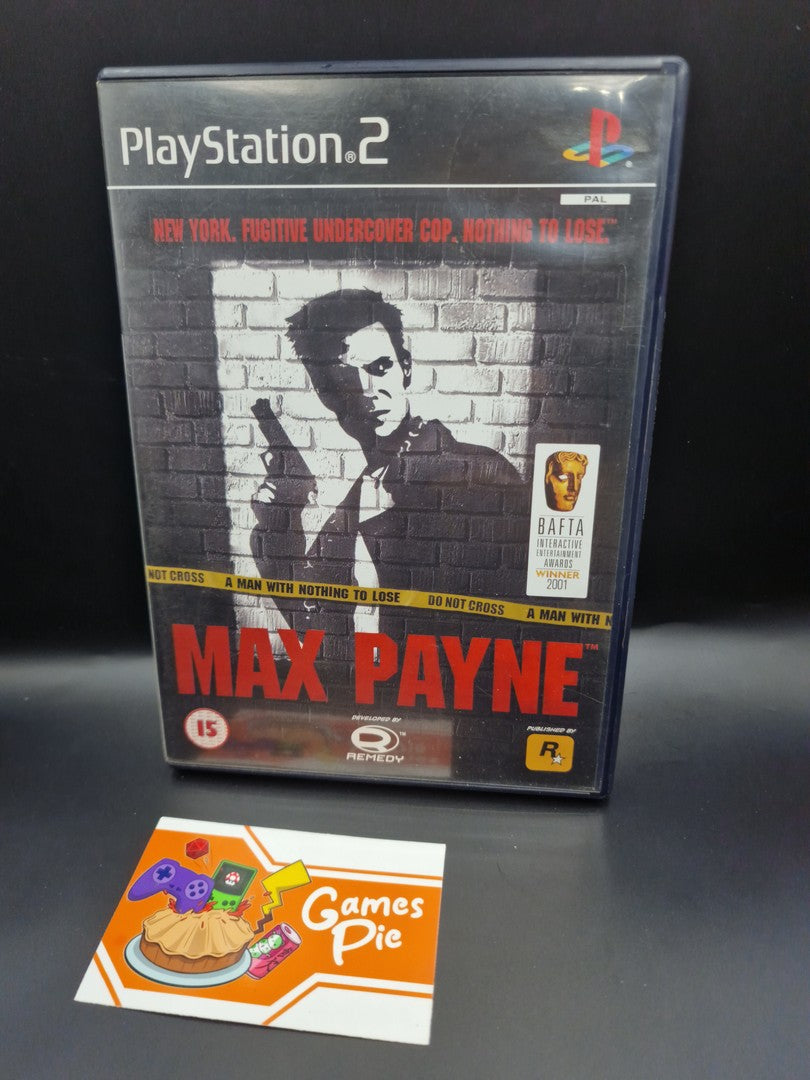 PlayStation®2
PAL
NEW YORK. FUGITIVE UNDERCOVER COP. NOTHING TO LOSE.™
BAFTA
INTERACTIVE
ENTERTAINMENT
AWARDS
WINNER
2001
NOT CROSS A MAN WITH NOTHING TO LOSE DO NOT CROSS A MAN WITH N
MAX PAYNE™
15
DEVELOPED BY
REMEDY™
PUBLISHED BY
R
Games
Pie